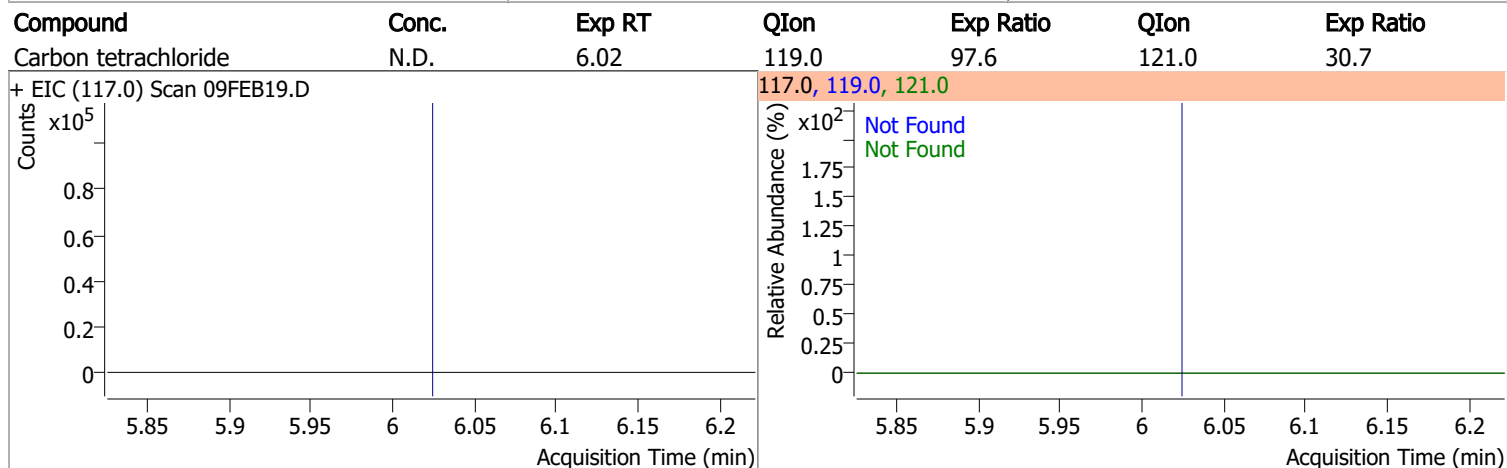 Compound Conc. Exp RT QIon Exp Ratio QIon Exp Ratio
Carbon tetrachloride N.D. 6.02 119.0 97.6 121.0 30.7
+ EIC (117.0) Scan 09FEB19.D
Counts
x10^5
0.8
0.6
0.4
0.2
0
5.85 5.9 5.95 6 6.05 6.1 6.15 6.2
Acquisition Time (min)
117.0, 119.0, 121.0
Relative Abundance (%)
x10^2
Not Found
Not Found
1.75
1.5
1.25
1
0.75
0.5
0.25
0
5.85 5.9 5.95 6 6.05 6.1 6.15 6.2
Acquisition Time (min)